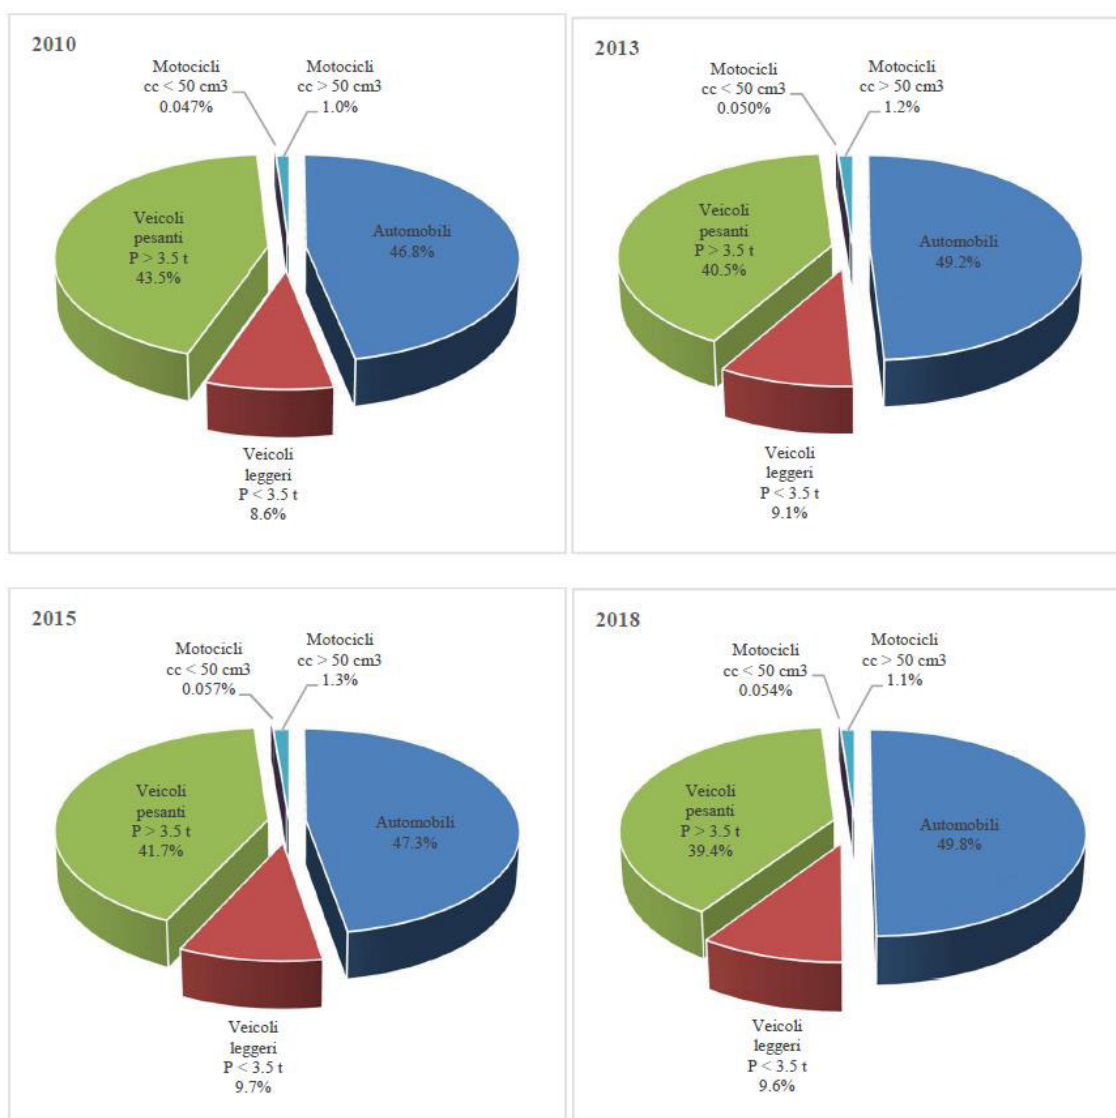 2010
Motocicli
cc < 50 cm3
0.047%
Motocicli
cc > 50 cm3
1.0%
Automobili
46.8%
Veicoli
pesanti
P > 3.5 t
43.5%
Veicoli
leggeri
P < 3.5 t
8.6%
2013
Motocicli
cc < 50 cm3
0.050%
Motocicli
cc > 50 cm3
1.2%
Automobili
49.2%
Veicoli
pesanti
P > 3.5 t
40.5%
Veicoli
leggeri
P < 3.5 t
9.1%
2015
Motocicli
cc < 50 cm3
0.057%
Motocicli
cc > 50 cm3
1.3%
Automobili
47.3%
Veicoli
pesanti
P > 3.5 t
41.7%
Veicoli
leggeri
P < 3.5 t
9.7%
2018
Motocicli
cc < 50 cm3
0.054%
Motocicli
cc > 50 cm3
1.1%
Automobili
49.8%
Veicoli
pesanti
P > 3.5 t
39.4%
Veicoli
leggeri
P < 3.5 t
9.6%